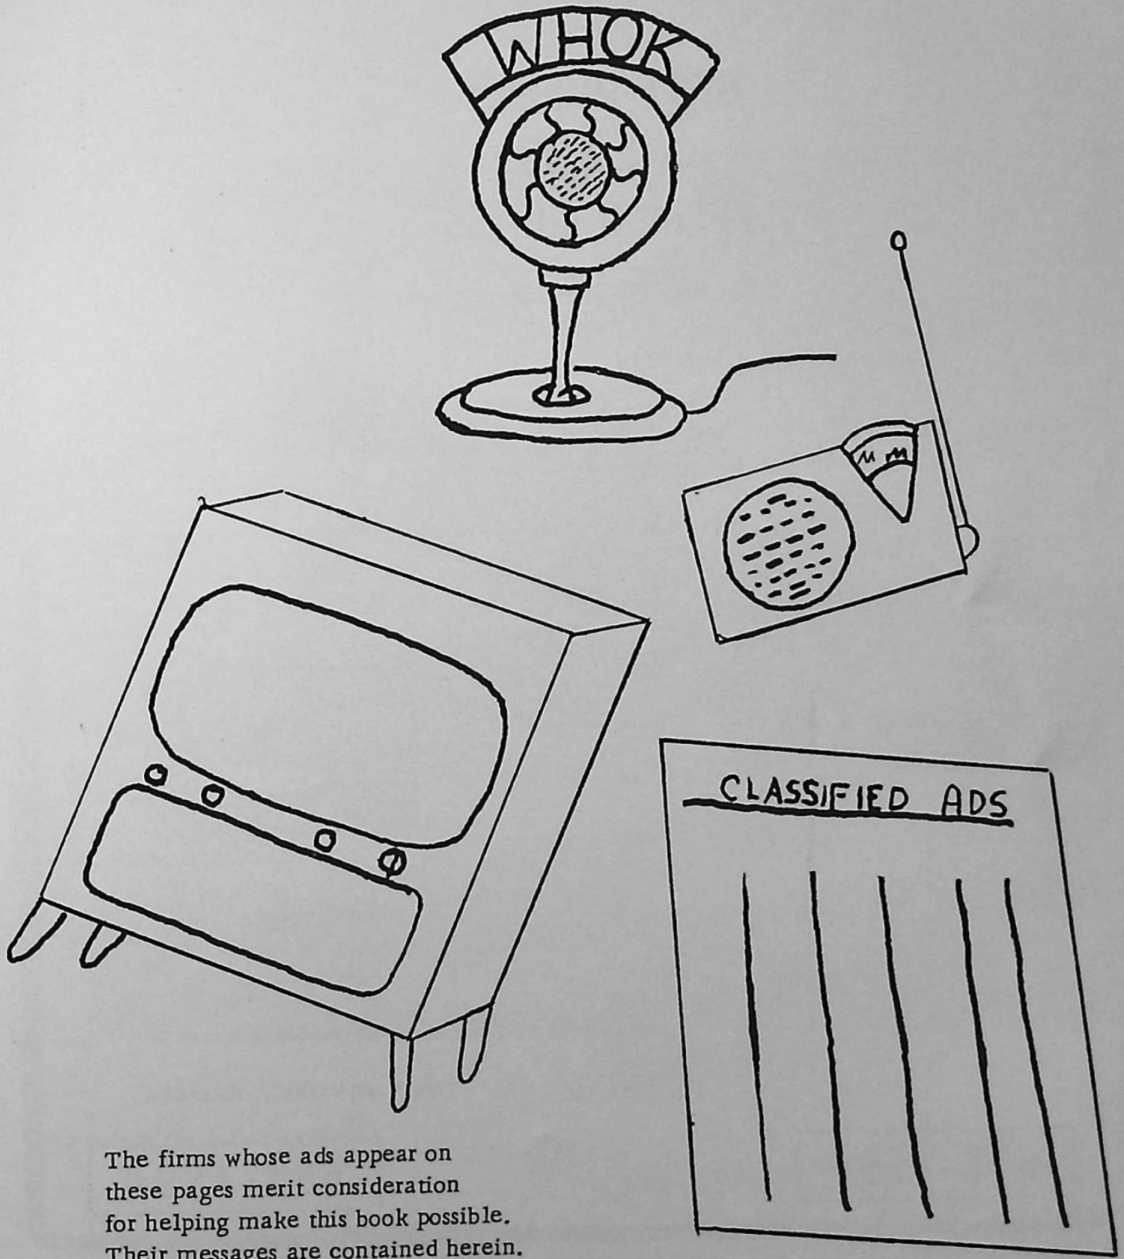 WHOK
CLASSIFIED ADS
The firms whose ads appear on
these pages merit consideration
for helping make this book possible.
Their messages are contained herein.